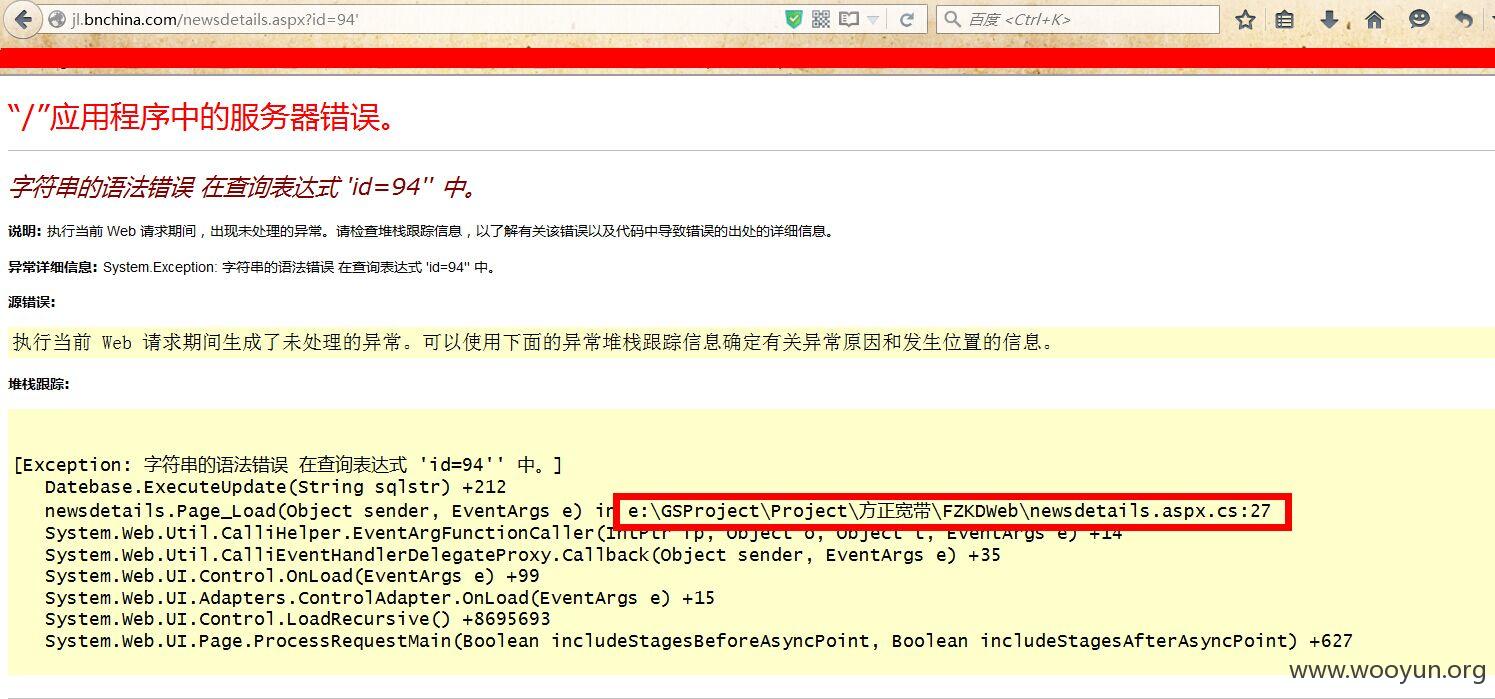 jl.bnchina.com/newsdetails.aspx?id=94'
百度 <Ctrl+K>
“/”应用程序中的服务器错误。
字符串的语法错误 在查询表达式 'id=94'' 中。
说明: 执行当前 Web 请求期间，出现未处理的异常。请检查堆栈跟踪信息，以了解有关该错误以及代码中导致错误的出处的详细信息。
异常详细信息: System.Exception: 字符串的语法错误 在查询表达式 'id=94'' 中。
源错误:
执行当前 Web 请求期间生成了未处理的异常。可以使用下面的异常堆栈跟踪信息确定有关异常原因和发生位置的信息。
堆栈跟踪:
[Exception: 字符串的语法错误 在查询表达式 'id=94'' 中。]
Datebase.ExecuteUpdate(String sqlstr) +212
newsdetails.Page_Load(Object sender, EventArgs e) in e:\GSProject\Project\方正宽带\FZKDWeb\newsdetails.aspx.cs:27
System.Web.Util.CalliHelper.EventArgFunctionCaller(IntPtr fp, Object o, Object t, EventArgs e) +14
System.Web.Util.CalliEventHandlerDelegateProxy.Callback(Object sender, EventArgs e) +35
System.Web.UI.Control.OnLoad(EventArgs e) +99
System.Web.UI.Adapters.ControlAdapter.OnLoad(EventArgs e) +15
System.Web.UI.Control.LoadRecursive() +8695693
System.Web.UI.Page.ProcessRequestMain(Boolean includeStagesBeforeAsyncPoint, Boolean includeStagesAfterAsyncPoint) +627
www.wooyun.org